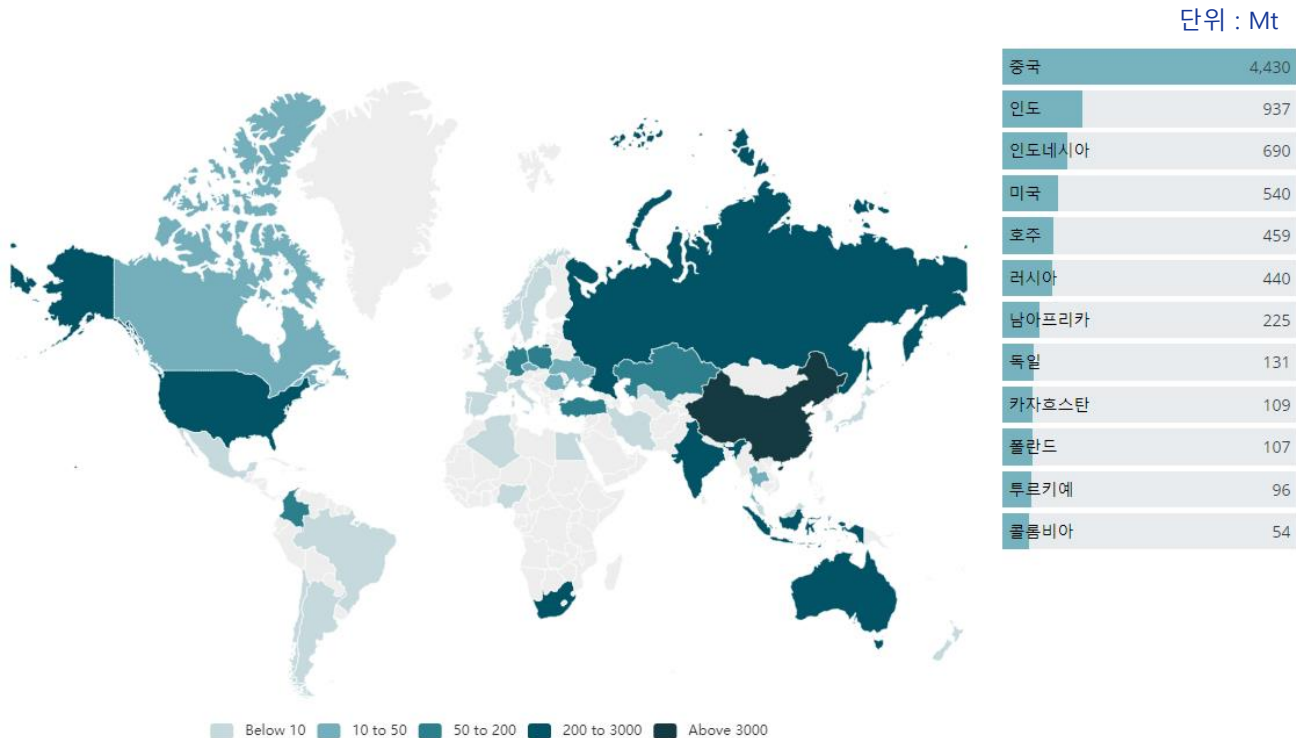 단위 : Mt
중국 4,430
인도 937
인도네시아 690
미국 540
호주 459
러시아 440
남아프리카 225
독일 131
카자흐스탄 109
폴란드 107
투르키예 96
콜롬비아 54
Below 10 10 to 50 50 to 200 200 to 3000 Above 3000